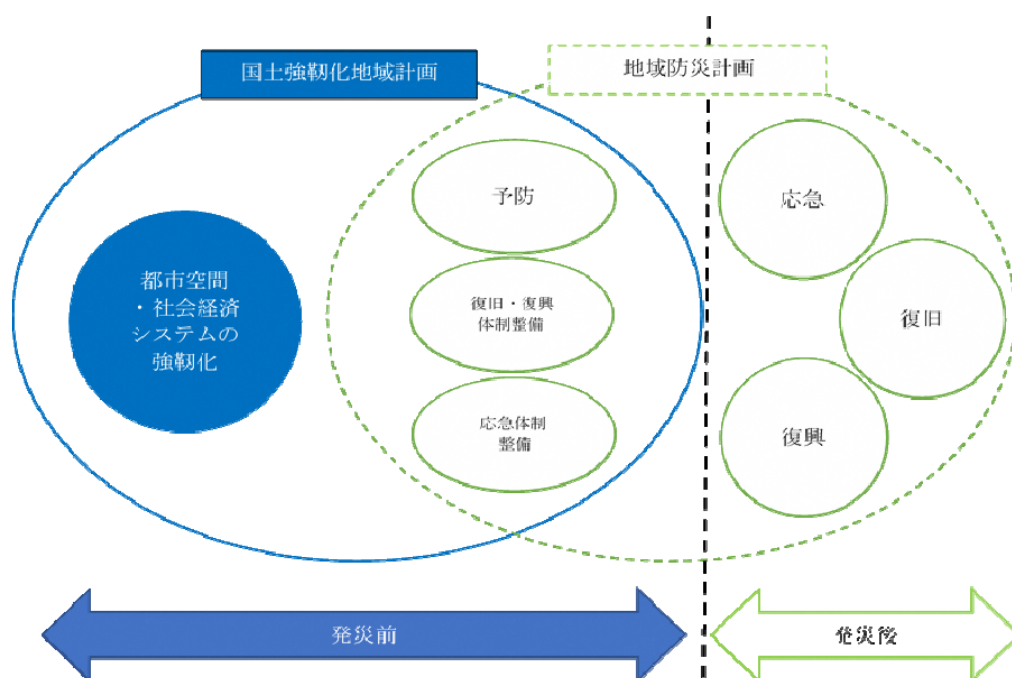 国土強靭化地域計画
地域防災計画
都市空間
・社会経済
システムの
強靭化
予防
復旧・復興
体制整備
応急体制
整備
応急
復旧
復興
発災前
発災後